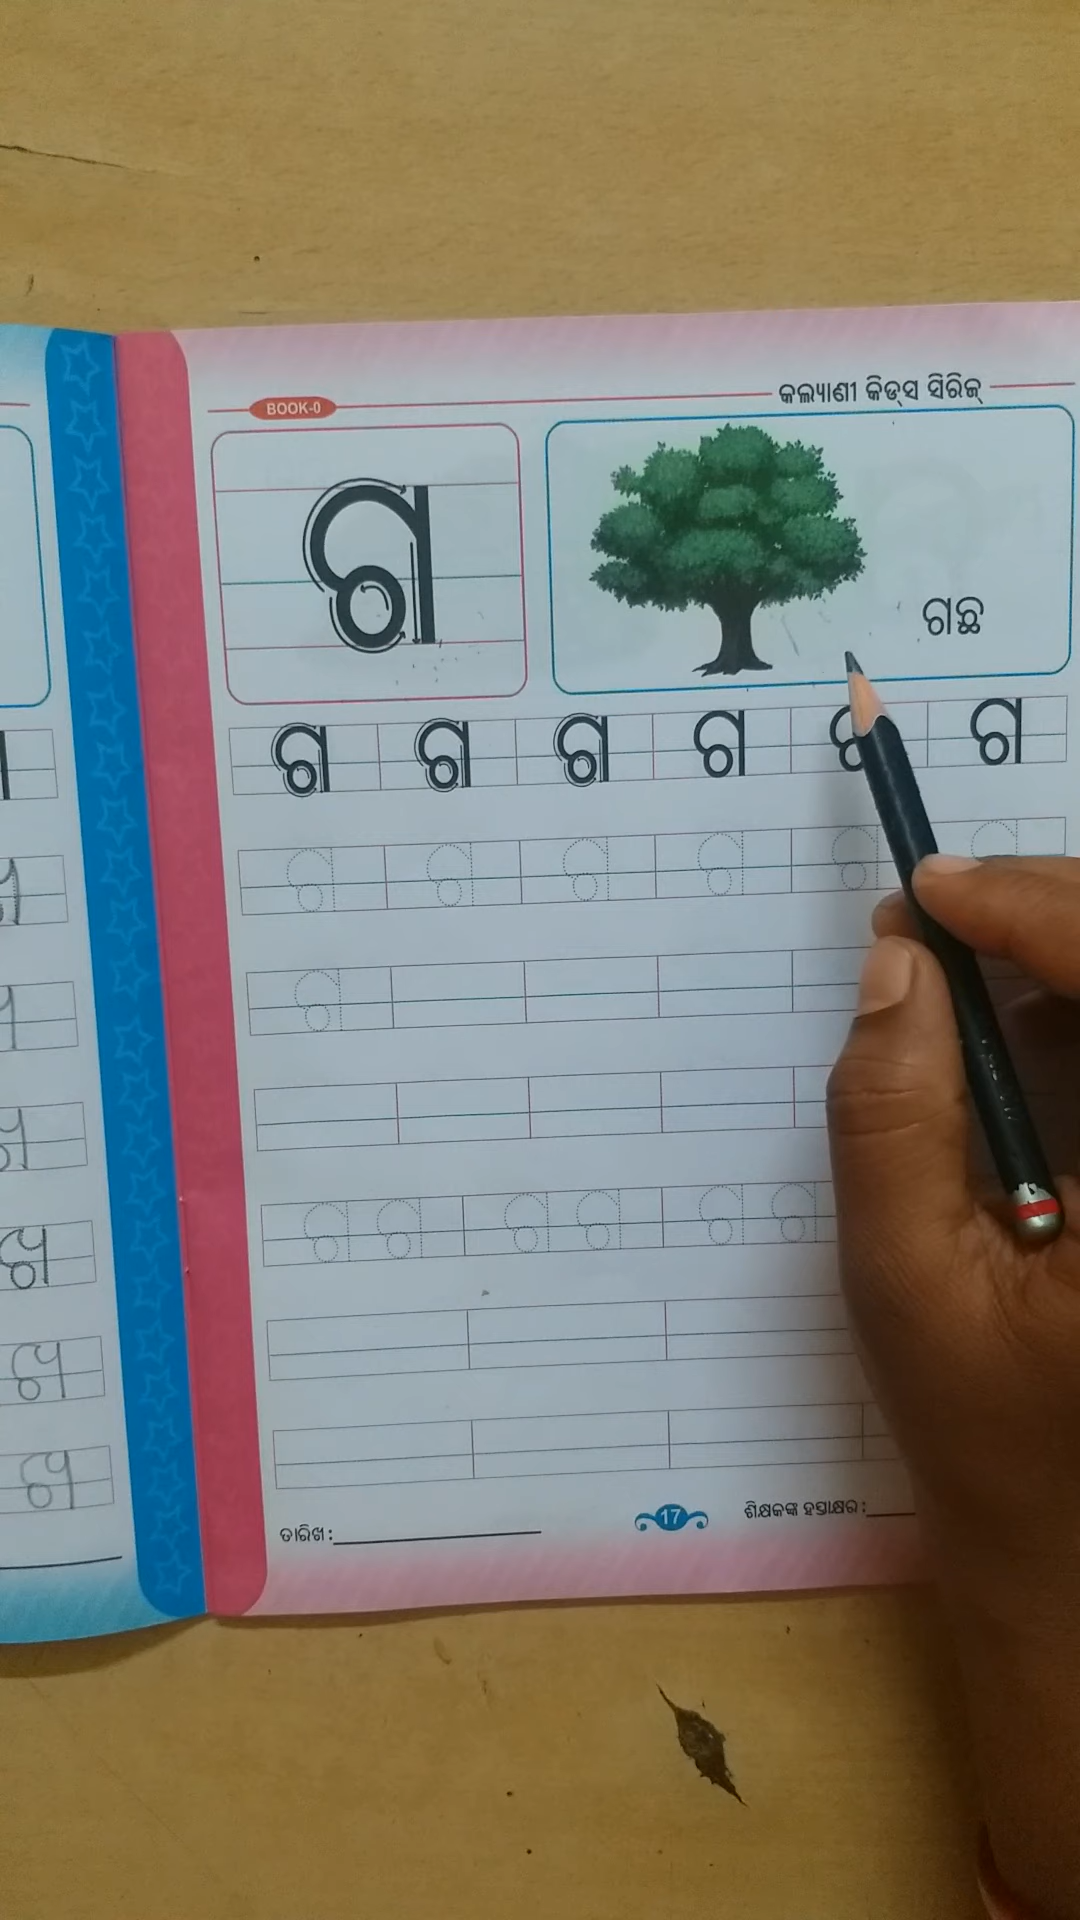 BOOK-0 କଲ୍ୟାଣୀ କିଡ୍‌ସ ସିରିଜ୍
ଗ
ଗଛ
ଗ ଗ ଗ ଗ ଗ ଗ
ଗ ଗ ଗ ଗ ଗ ଗ
ଗ
ଗ ଗ ଗ ଗ ଗ ଗ
ଖ
ଖ
ଖ
ତାରିଖ :
17
ଶିକ୍ଷକଙ୍କ ହସ୍ତାକ୍ଷର :